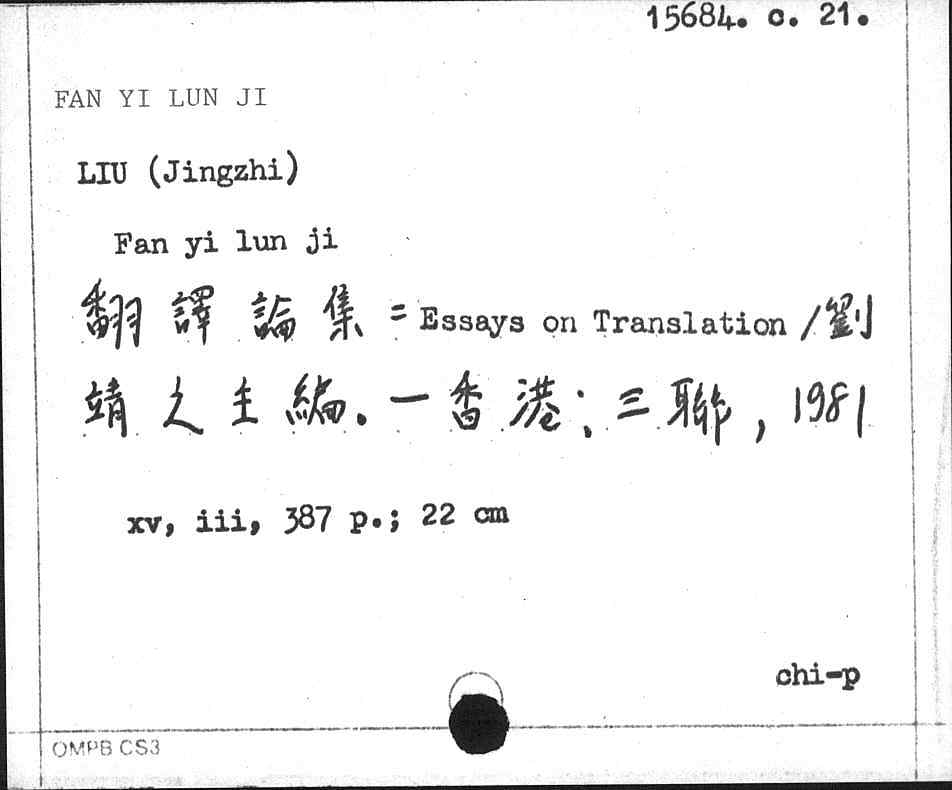 15684. c. 21.
FAN YI LUN JI
LIU (Jingzhi)
Fan yi lun ji
翻譯論集 = Essays on Translation / 劉
靖之主編. — 香港: 三聯, 1981
xv, iii, 387 p.; 22 cm
chi-p
OMPB CS3